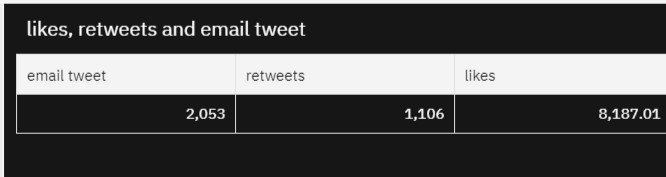 likes, retweets and email tweet
email tweet retweets likes
2,053 1,106 8,187.01